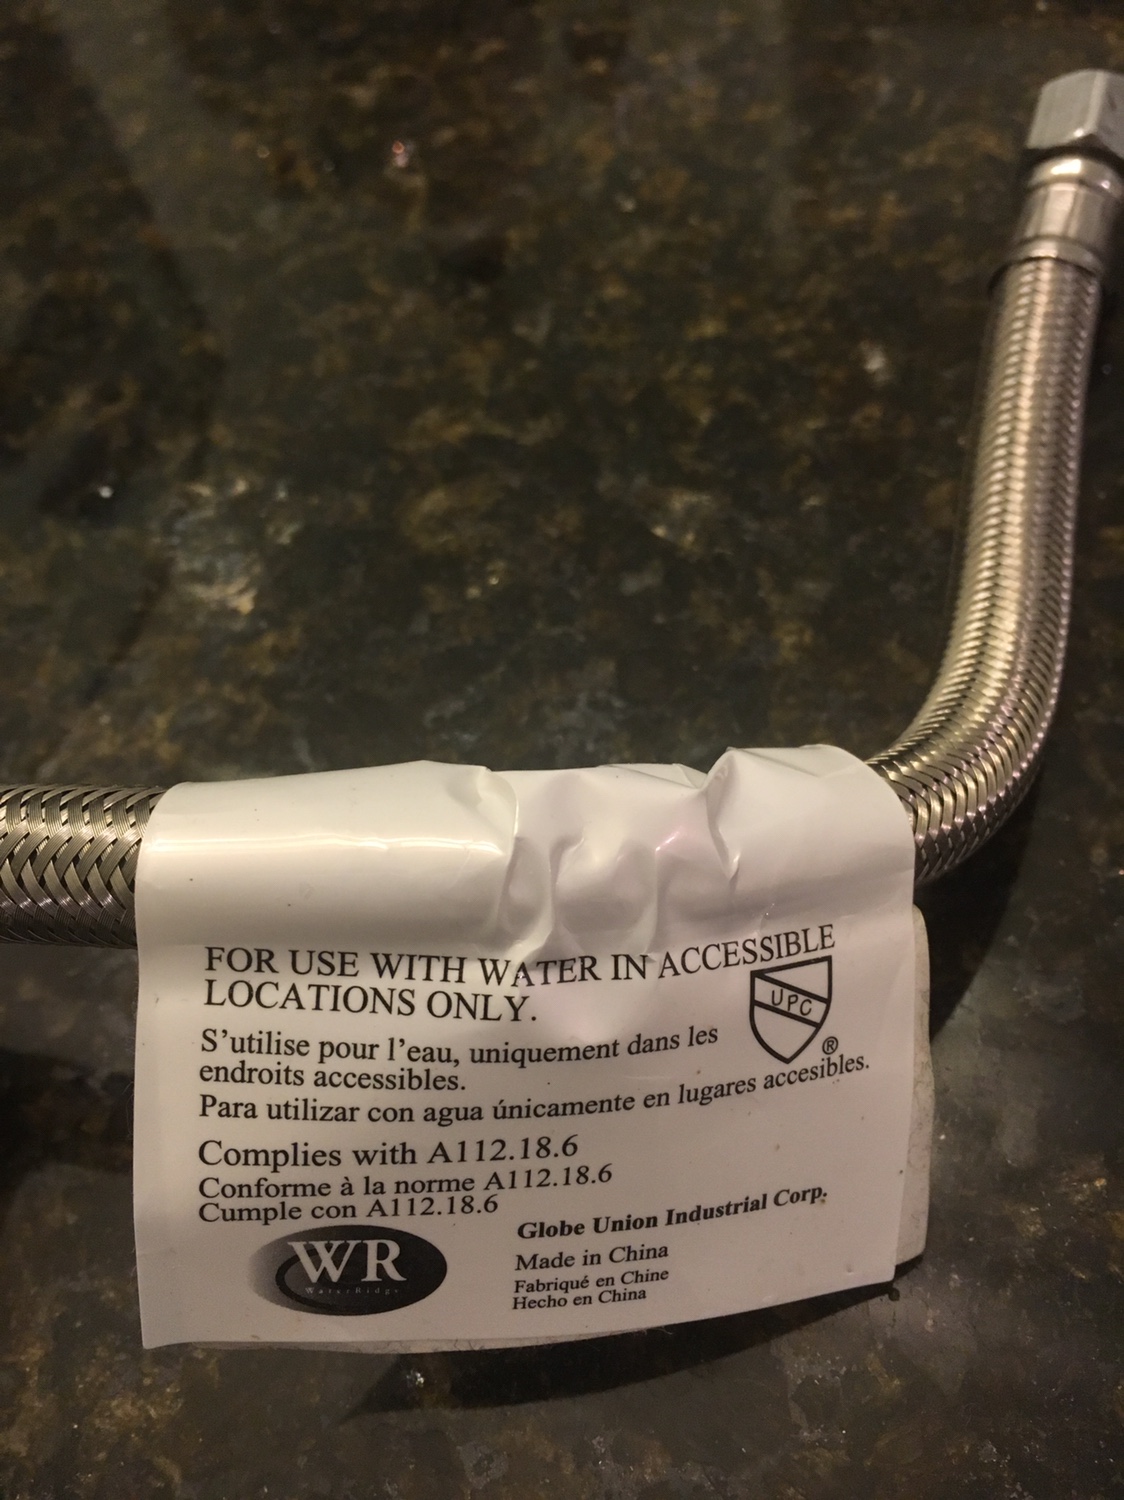 FOR USE WITH WATER IN ACCESSIBLE
LOCATIONS ONLY.
UPC
®
S'utilise pour l'eau, uniquement dans les
endroits accessibles.
Para utilizar con agua únicamente en lugares accesibles.
Complies with A112.18.6
Conforme à la norme A112.18.6
Cumple con A112.18.6
WR
WaterRidge
Globe Union Industrial Corp.
Made in China
Fabriqué en Chine
Hecho en China